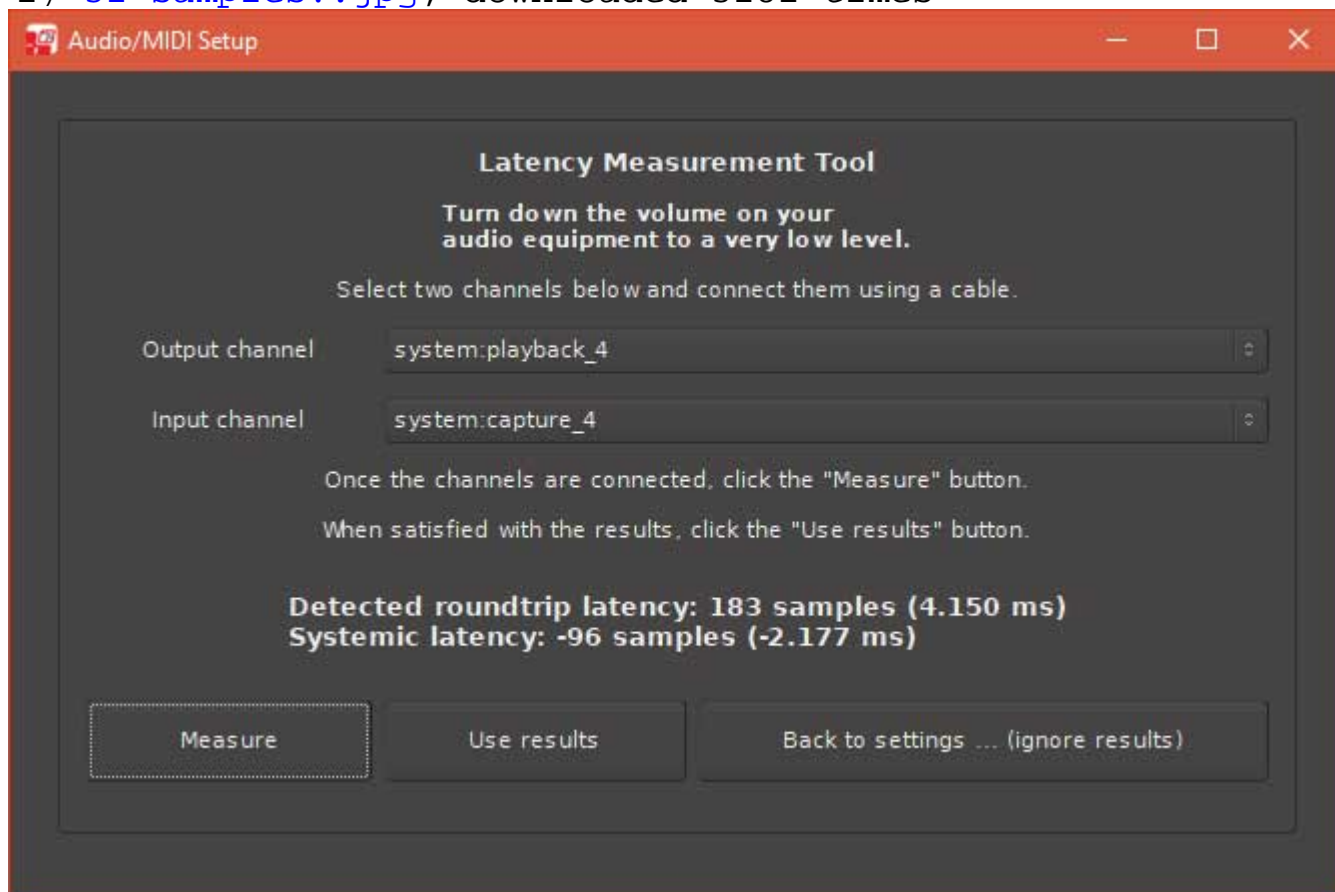 Audio/MIDI Setup
Latency Measurement Tool
Turn down the volume on your
audio equipment to a very low level.
Select two channels below and connect them using a cable.
Output channel system:playback_4
Input channel system:capture_4
Once the channels are connected, click the "Measure" button.
When satisfied with the results, click the "Use results" button.
Detected roundtrip latency: 183 samples (4.150 ms)
Systemic latency: -96 samples (-2.177 ms)
Measure Use results Back to settings ... (ignore results)